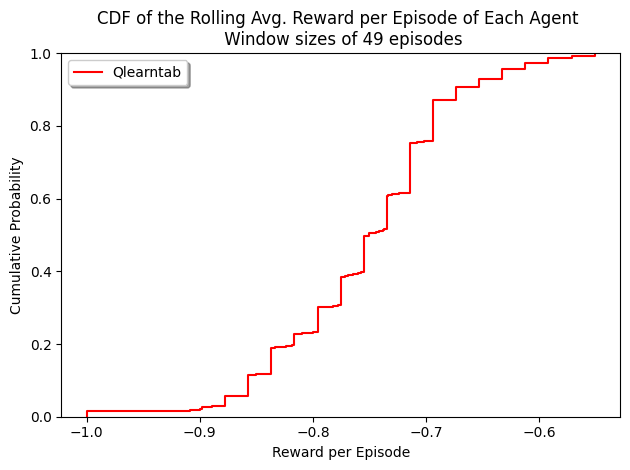 CDF of the Rolling Avg. Reward per Episode of Each Agent
Window sizes of 49 episodes
Qlearntab
Cumulative Probability
1.0
0.8
0.6
0.4
0.2
0.0
−1.0 −0.9 −0.8 −0.7 −0.6
Reward per Episode